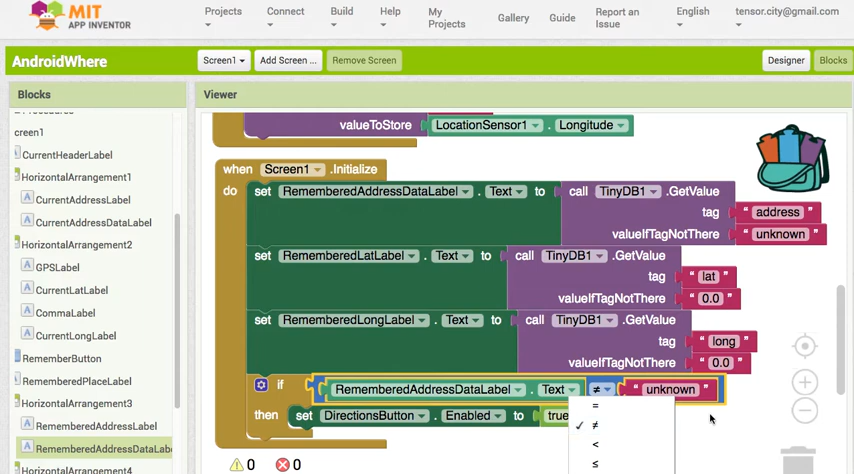 MIT
APP INVENTOR
Projects
Connect
Build
Help
My
Projects
Gallery
Guide
Report an
Issue
English
tensor.city@gmail.com
AndroidWhere
Screen1
Add Screen ...
Remove Screen
Designer
Blocks
Blocks
Viewer
creen1
CurrentHeaderLabel
HorizontalArrangement1
CurrentAddressLabel
CurrentAddressDataLabel
HorizontalArrangement2
GPSLabel
CurrentLatLabel
CommaLabel
CurrentLongLabel
RememberButton
RememberedPlaceLabel
HorizontalArrangement3
RememberedAddressLabel
RememberedAddressDataLabe
HorizontalArrangement4
valueToStore LocationSensor1 . Longitude
when Screen1 .Initialize
do set RememberedAddressDataLabel . Text to call TinyDB1 .GetValue
tag " address "
valueIfTagNotThere " unknown "
set RememberedLatLabel . Text to call TinyDB1 .GetValue
tag " lat "
valueIfTagNotThere " 0.0 "
set RememberedLongLabel . Text to call TinyDB1 .GetValue
tag " long "
valueIfTagNotThere " 0.0 "
if RememberedAddressDataLabel . Text ≠ " unknown "
then set DirectionsButton . Enabled to true
=
✓ ≠
<
≤
0 0